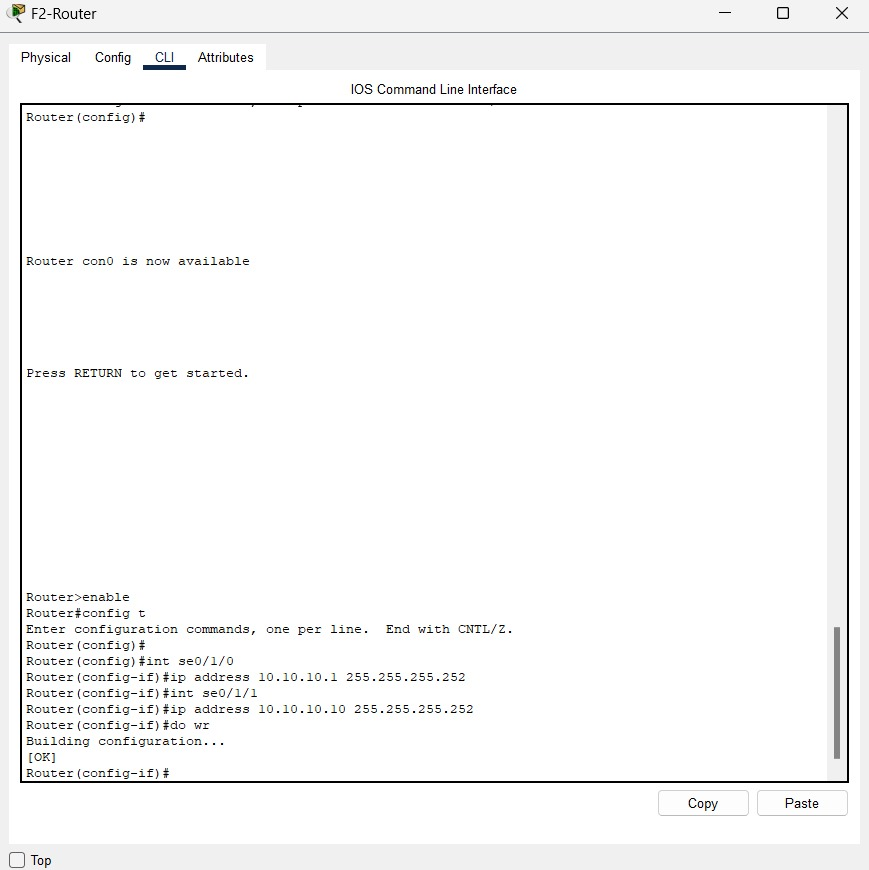 F2-Router
Physical Config CLI Attributes
IOS Command Line Interface
Router(config)#
Router con0 is now available
Press RETURN to get started.
Router>enable
Router#config t
Enter configuration commands, one per line.  End with CNTL/Z.
Router(config)#
Router(config)#int se0/1/0
Router(config-if)#ip address 10.10.10.1 255.255.255.252
Router(config-if)#int se0/1/1
Router(config-if)#ip address 10.10.10.10 255.255.255.252
Router(config-if)#do wr
Building configuration...
[OK]
Router(config-if)#
Copy Paste
Top